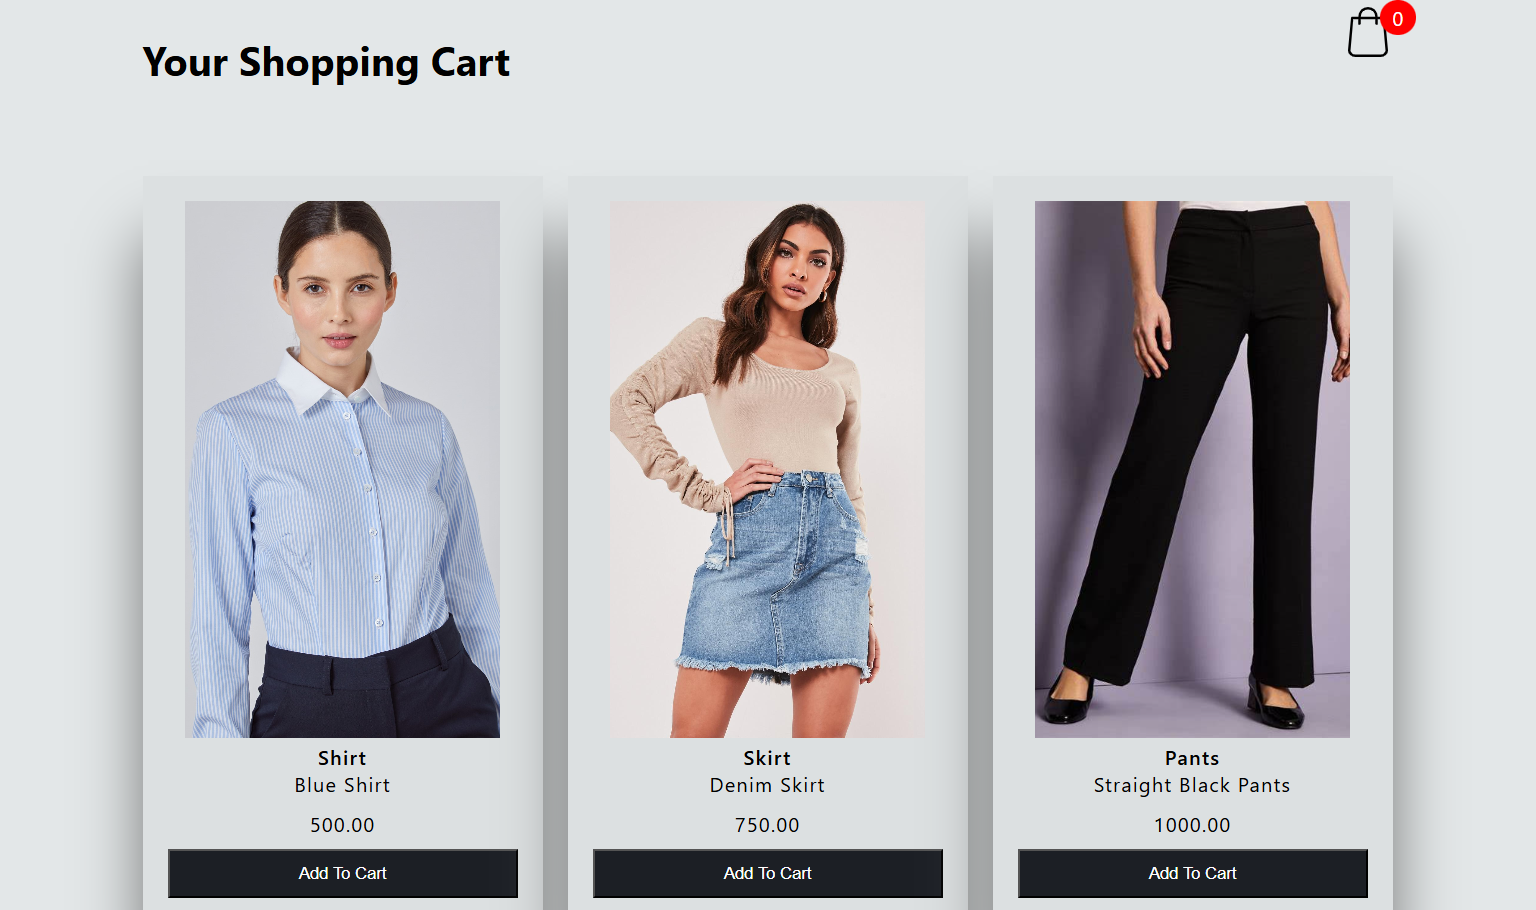 0
Your Shopping Cart
Shirt
Blue Shirt
500.00
Add To Cart
Skirt
Denim Skirt
750.00
Add To Cart
Pants
Straight Black Pants
1000.00
Add To Cart